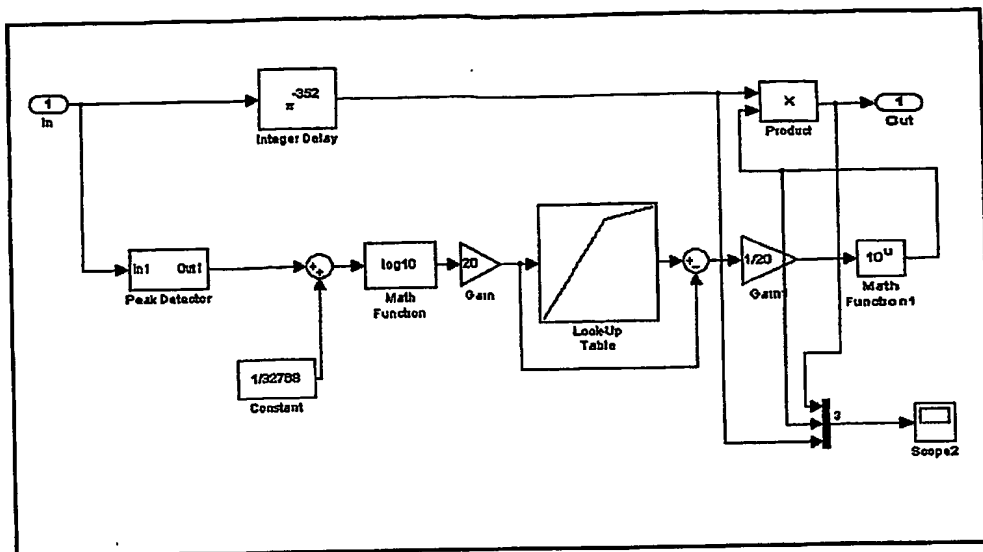 1
In
z-352
Integer Delay
×
Product
1
Out
In1 Out1
Peak Detector
++
log10
Math
Function
20
Gain
Look-Up
Table
+-
1/20
Gain1
10u
Math
Function1
1/32768
Constant
3
Scope2